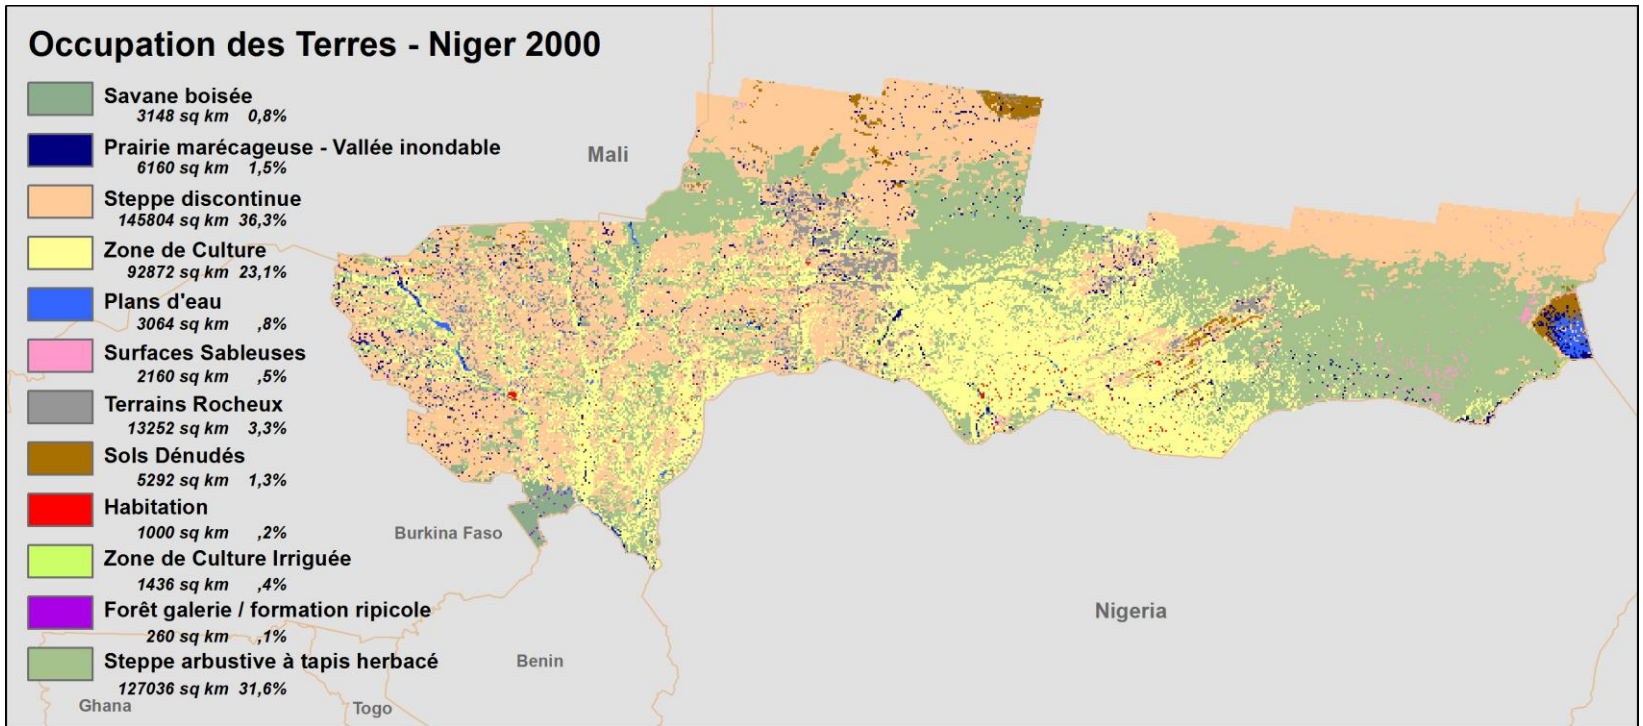 Occupation des Terres - Niger 2000
Savane boisée
3148 sq km 0,8%
Prairie marécageuse - Vallée inondable
6160 sq km 1,5%
Steppe discontinue
145804 sq km 36,3%
Zone de Culture
92872 sq km 23,1%
Plans d'eau
3064 sq km ,8%
Surfaces Sableuses
2160 sq km ,5%
Terrains Rocheux
13252 sq km 3,3%
Sols Dénudés
5292 sq km 1,3%
Habitation
1000 sq km ,2%
Zone de Culture Irriguée
1436 sq km ,4%
Forêt galerie / formation ripicole
260 sq km ,1%
Steppe arbustive à tapis herbacé
127036 sq km 31,6%
Mali
Burkina Faso
Nigeria
Benin
Ghana
Togo